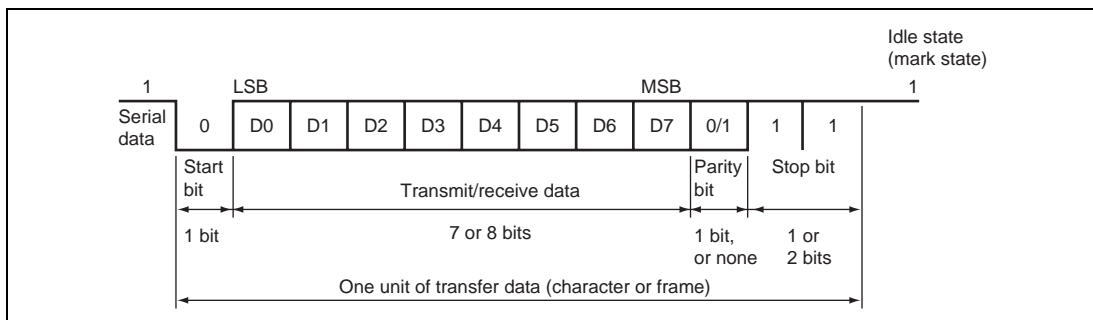 Idle state
(mark state)
1 LSB MSB 1
Serial
data
0 D0 D1 D2 D3 D4 D5 D6 D7 0/1 1 1
Start
bit
Transmit/receive data
Parity
bit
Stop bit
1 bit
7 or 8 bits
1 bit,
or none
1 or
2 bits
One unit of transfer data (character or frame)